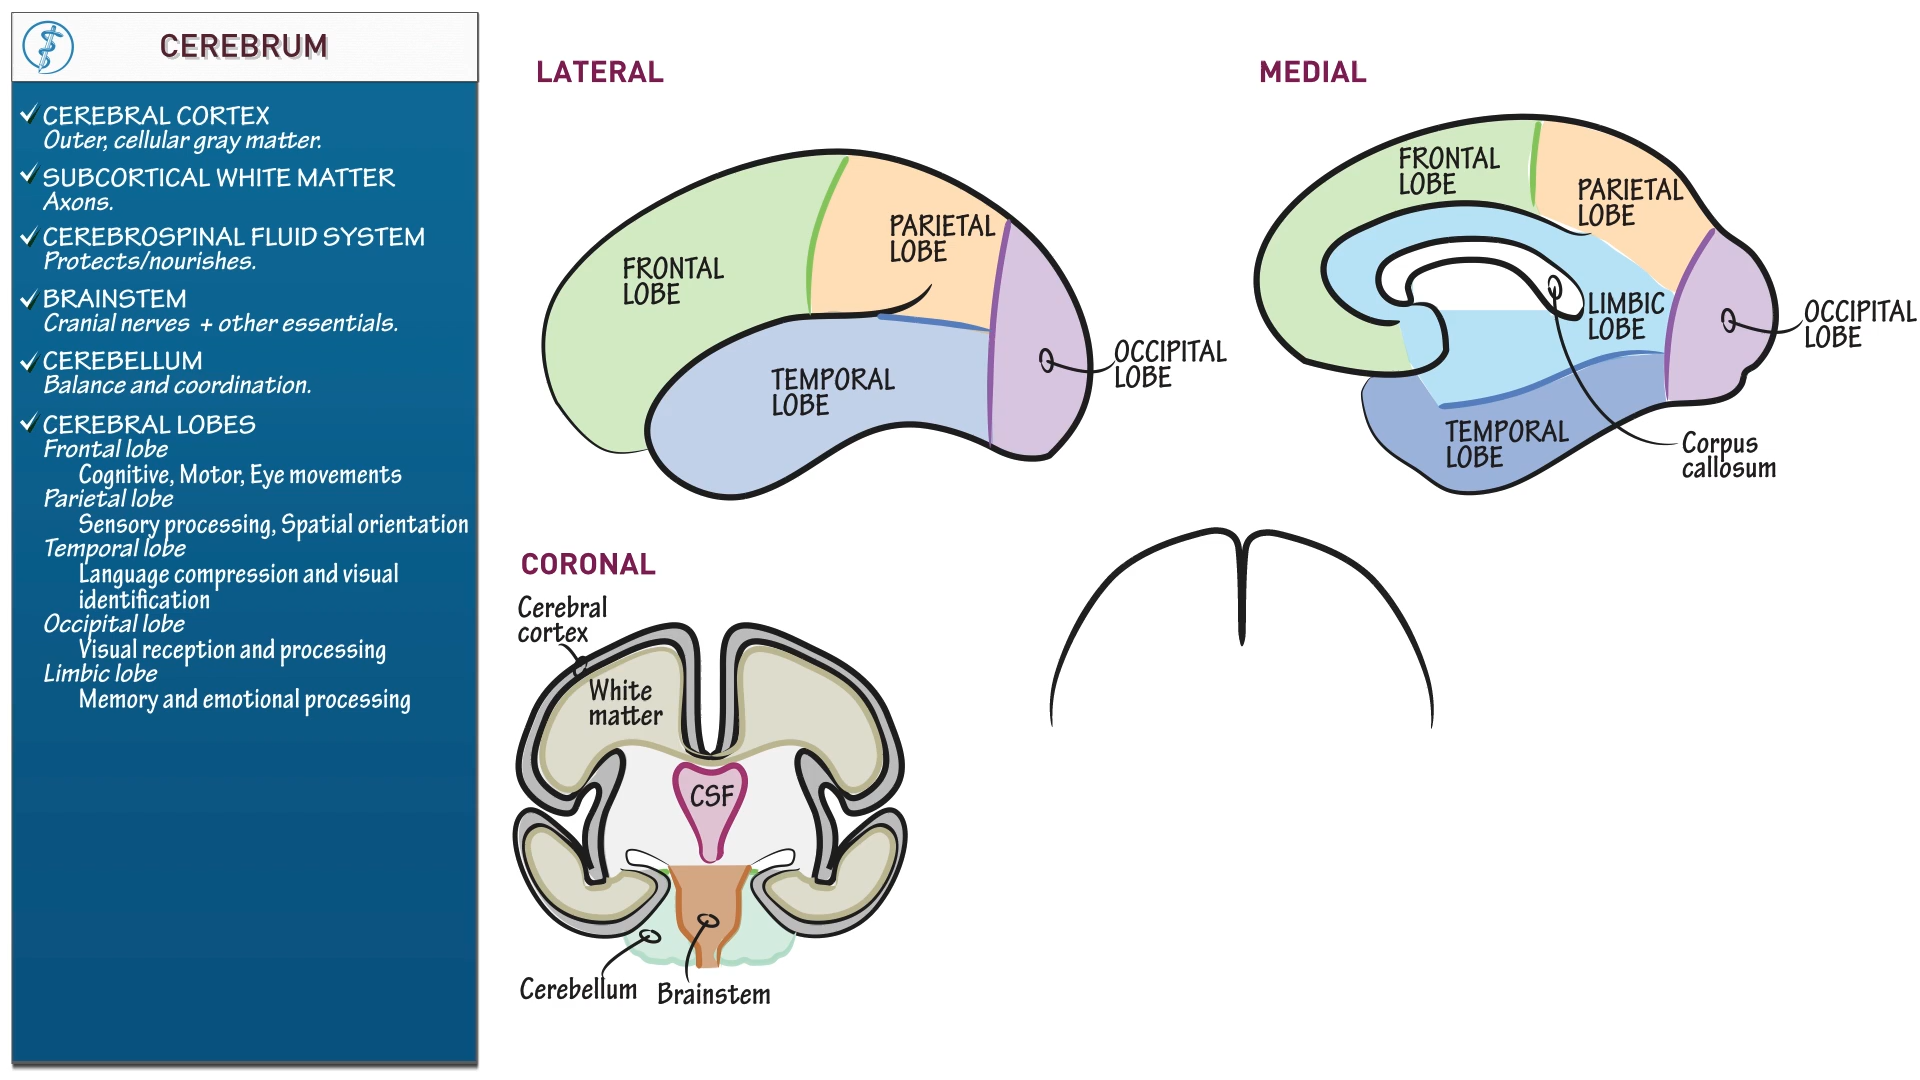 CEREBRUM
CEREBRAL CORTEX
Outer, cellular gray matter.
SUBCORTICAL WHITE MATTER
Axons.
CEREBROSPINAL FLUID SYSTEM
Protects/nourishes.
BRAINSTEM
Cranial nerves + other essentials.
CEREBELLUM
Balance and coordination.
CEREBRAL LOBES
Frontal lobe
Cognitive, Motor, Eye movements
Parietal lobe
Sensory processing, Spatial orientation
Temporal lobe
Language compression and visual
identification
Occipital lobe
Visual reception and processing
Limbic lobe
Memory and emotional processing
LATERAL
FRONTAL
LOBE
PARIETAL
LOBE
TEMPORAL
LOBE
OCCIPITAL
LOBE
MEDIAL
FRONTAL
LOBE
PARIETAL
LOBE
LIMBIC
LOBE
OCCIPITAL
LOBE
TEMPORAL
LOBE
Corpus
callosum
CORONAL
Cerebral
cortex
White
matter
CSF
Cerebellum
Brainstem